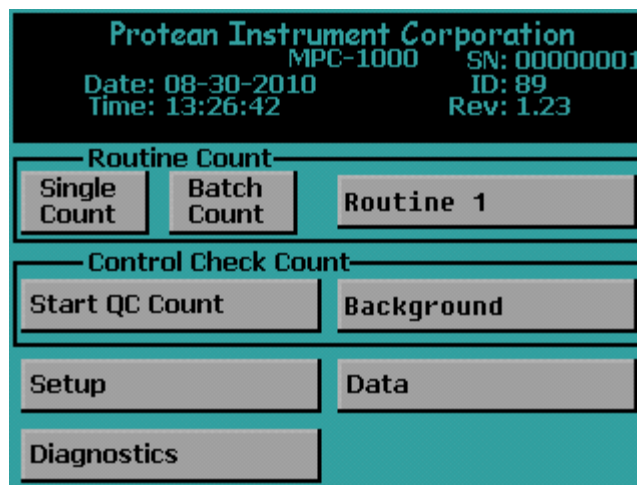 Protean Instrument Corporation
MPC-1000 SN: 00000001
Date: 08-30-2010 ID: 89
Time: 13:26:42 Rev: 1.23
Routine Count
Single Count
Batch Count
Routine 1
Control Check Count
Start QC Count
Background
Setup
Data
Diagnostics